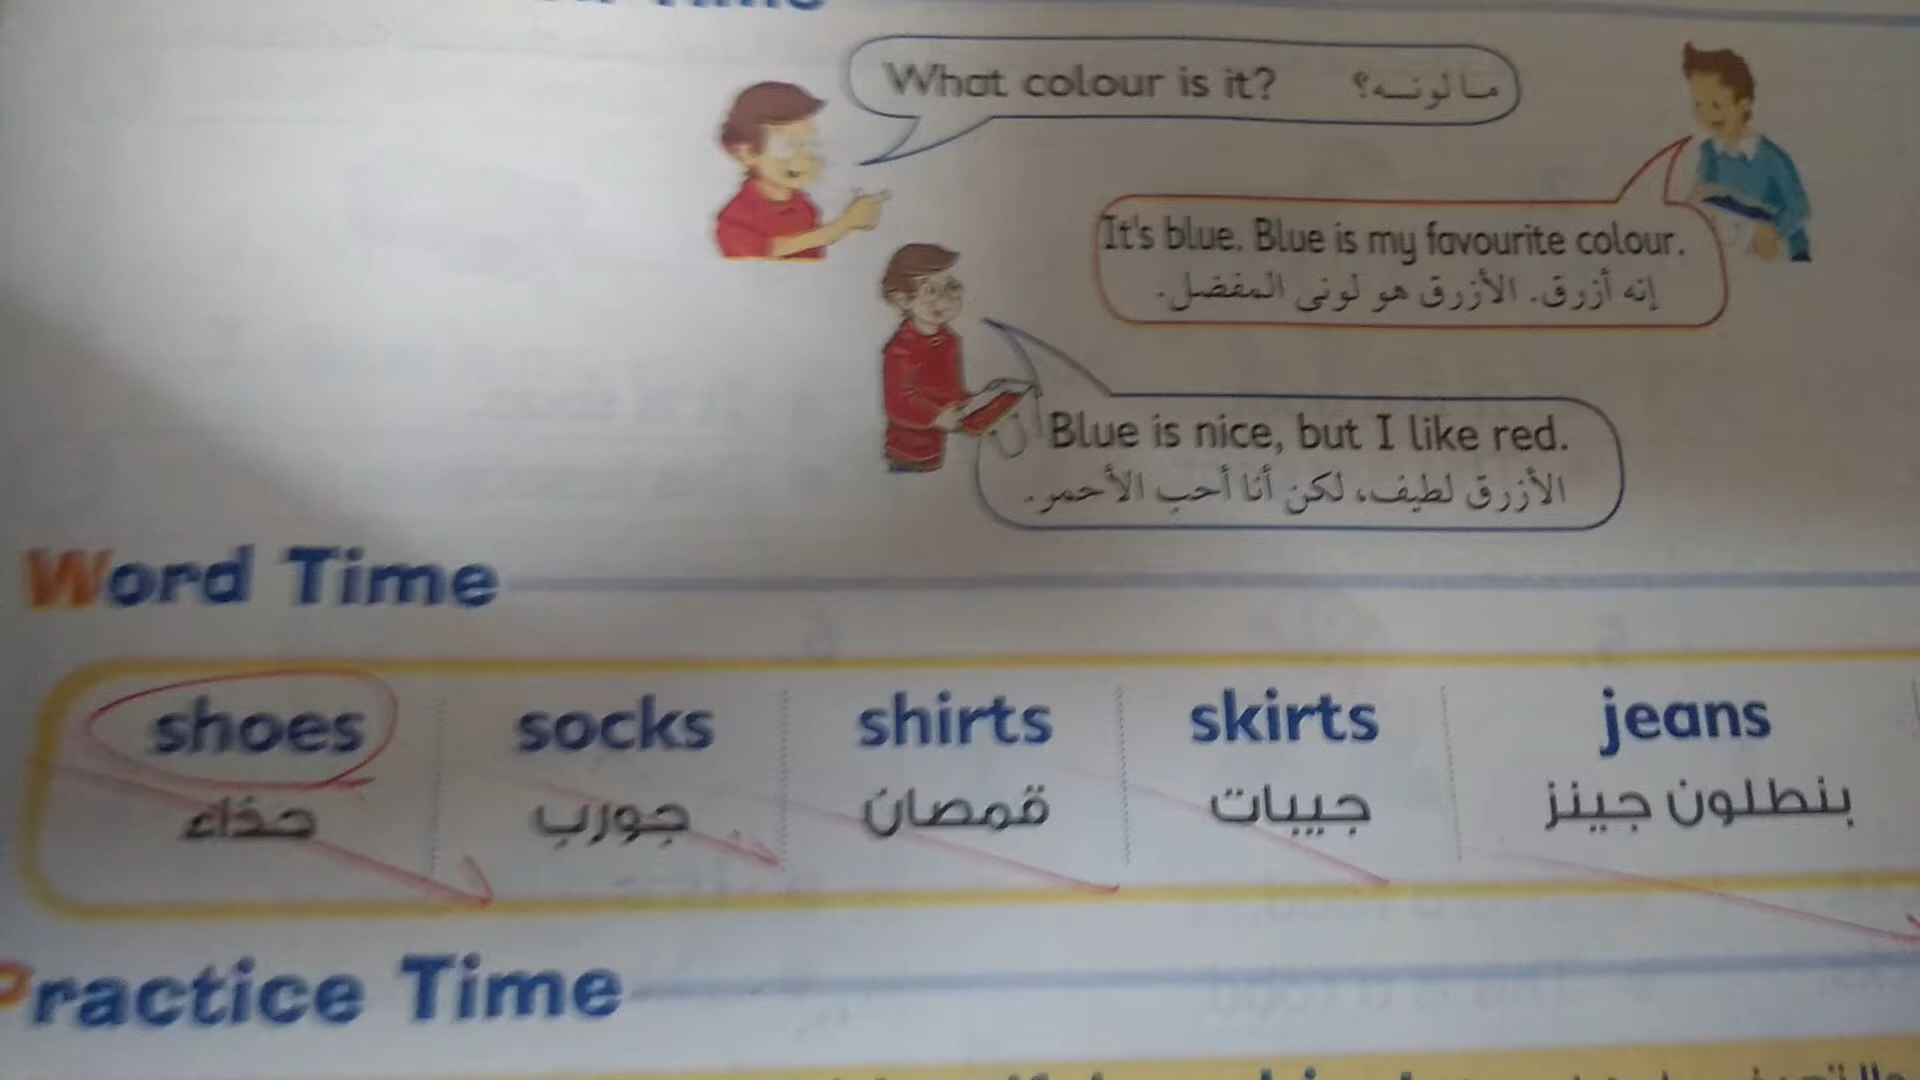 What colour is it? ما لونه؟
It's blue. Blue is my favourite colour.
إنه أزرق. الأزرق هو لونى المفضل.
Blue is nice, but I like red.
الأزرق لطيف، لكن أنا أحب الأحمر.
Word Time
shoes socks shirts skirts jeans
حذاء جورب قمصان جيبات بنطلون جينز
Practice Time